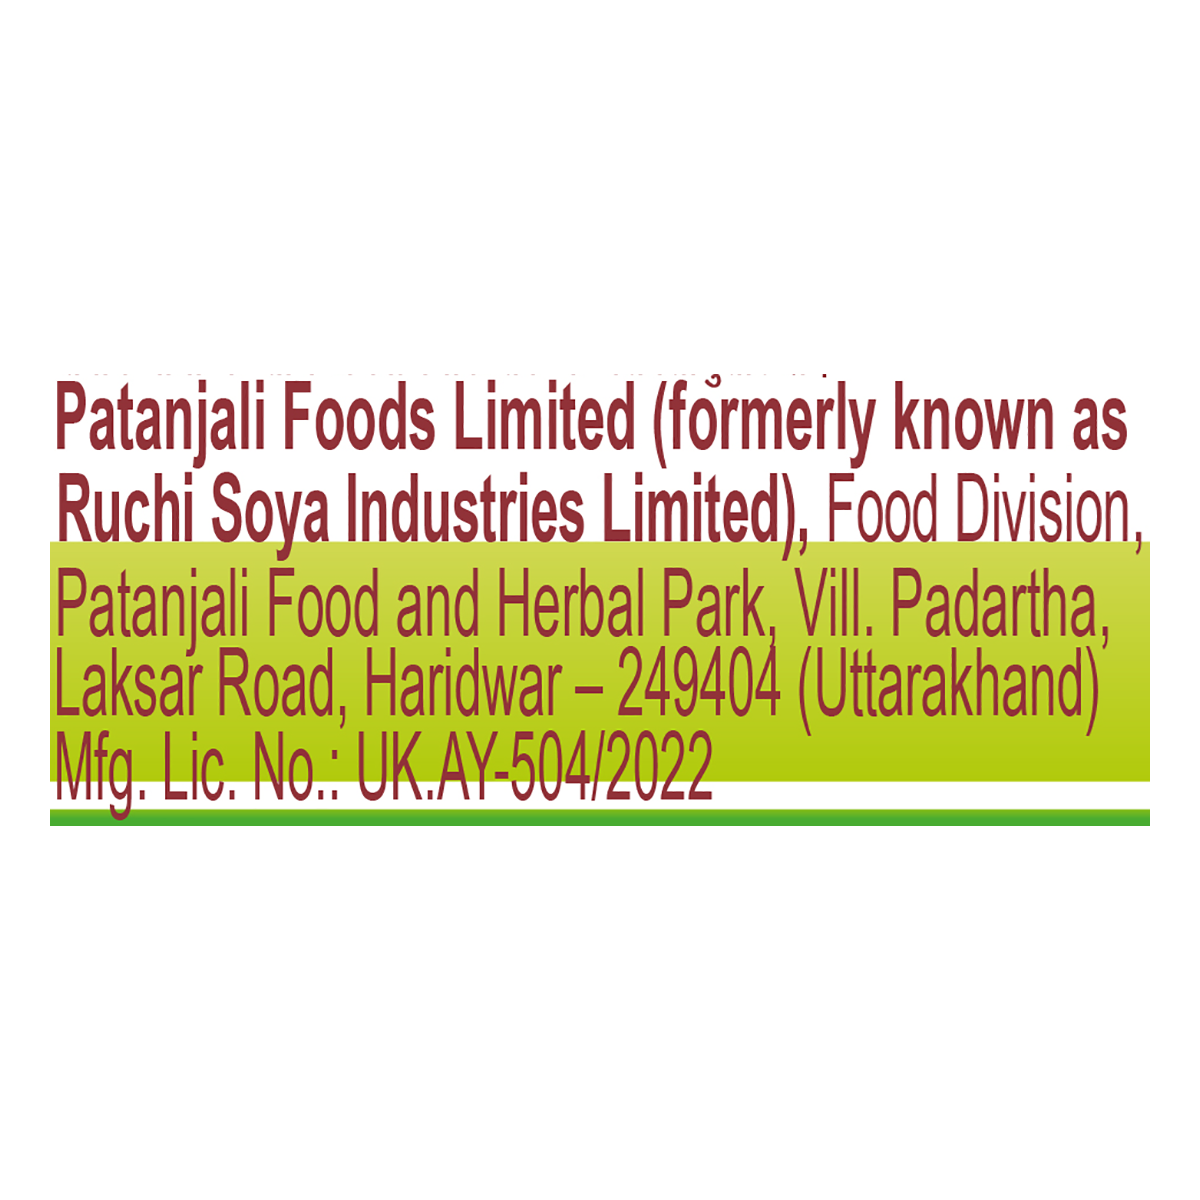 Patanjali Foods Limited (formerly known as
Ruchi Soya Industries Limited), Food Division,
Patanjali Food and Herbal Park, Vill. Padartha,
Laksar Road, Haridwar – 249404 (Uttarakhand)
Mfg. Lic. No.: UK.AY-504/2022